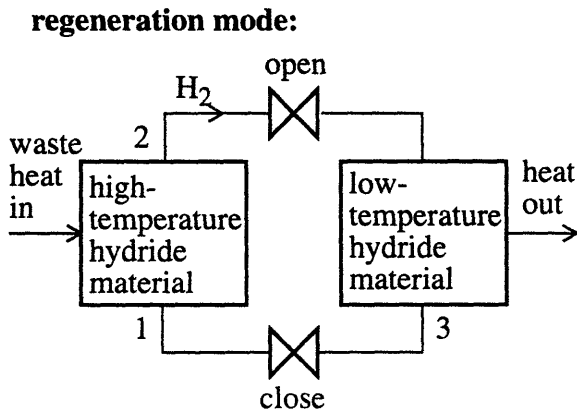 regeneration mode:
open
H2
2
waste
heat
in
high-
temperature
hydride
material
low-
temperature
hydride
material
heat
out
1
3
close